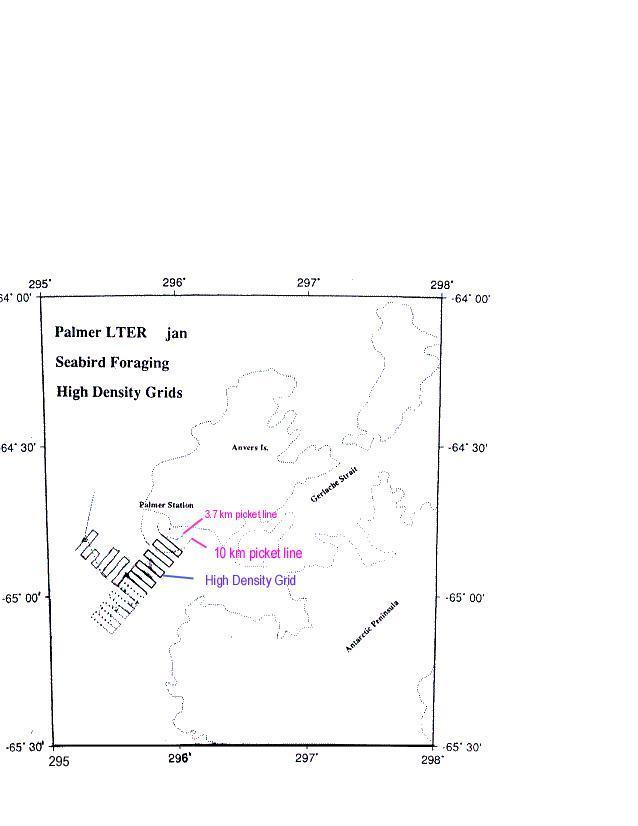 295° 296° 297° 298°
-64° 00' -64° 00'
Palmer LTER jan
Seabird Foraging
High Density Grids
-64° 30' -64° 30'
Anvers Is.
Gerlache Strait
Palmer Station
3.7 km picket line
10 km picket line
High Density Grid
-65° 00' -65° 00'
Antarctic Peninsula
-65° 30' -65° 30'
295 296° 297° 298°